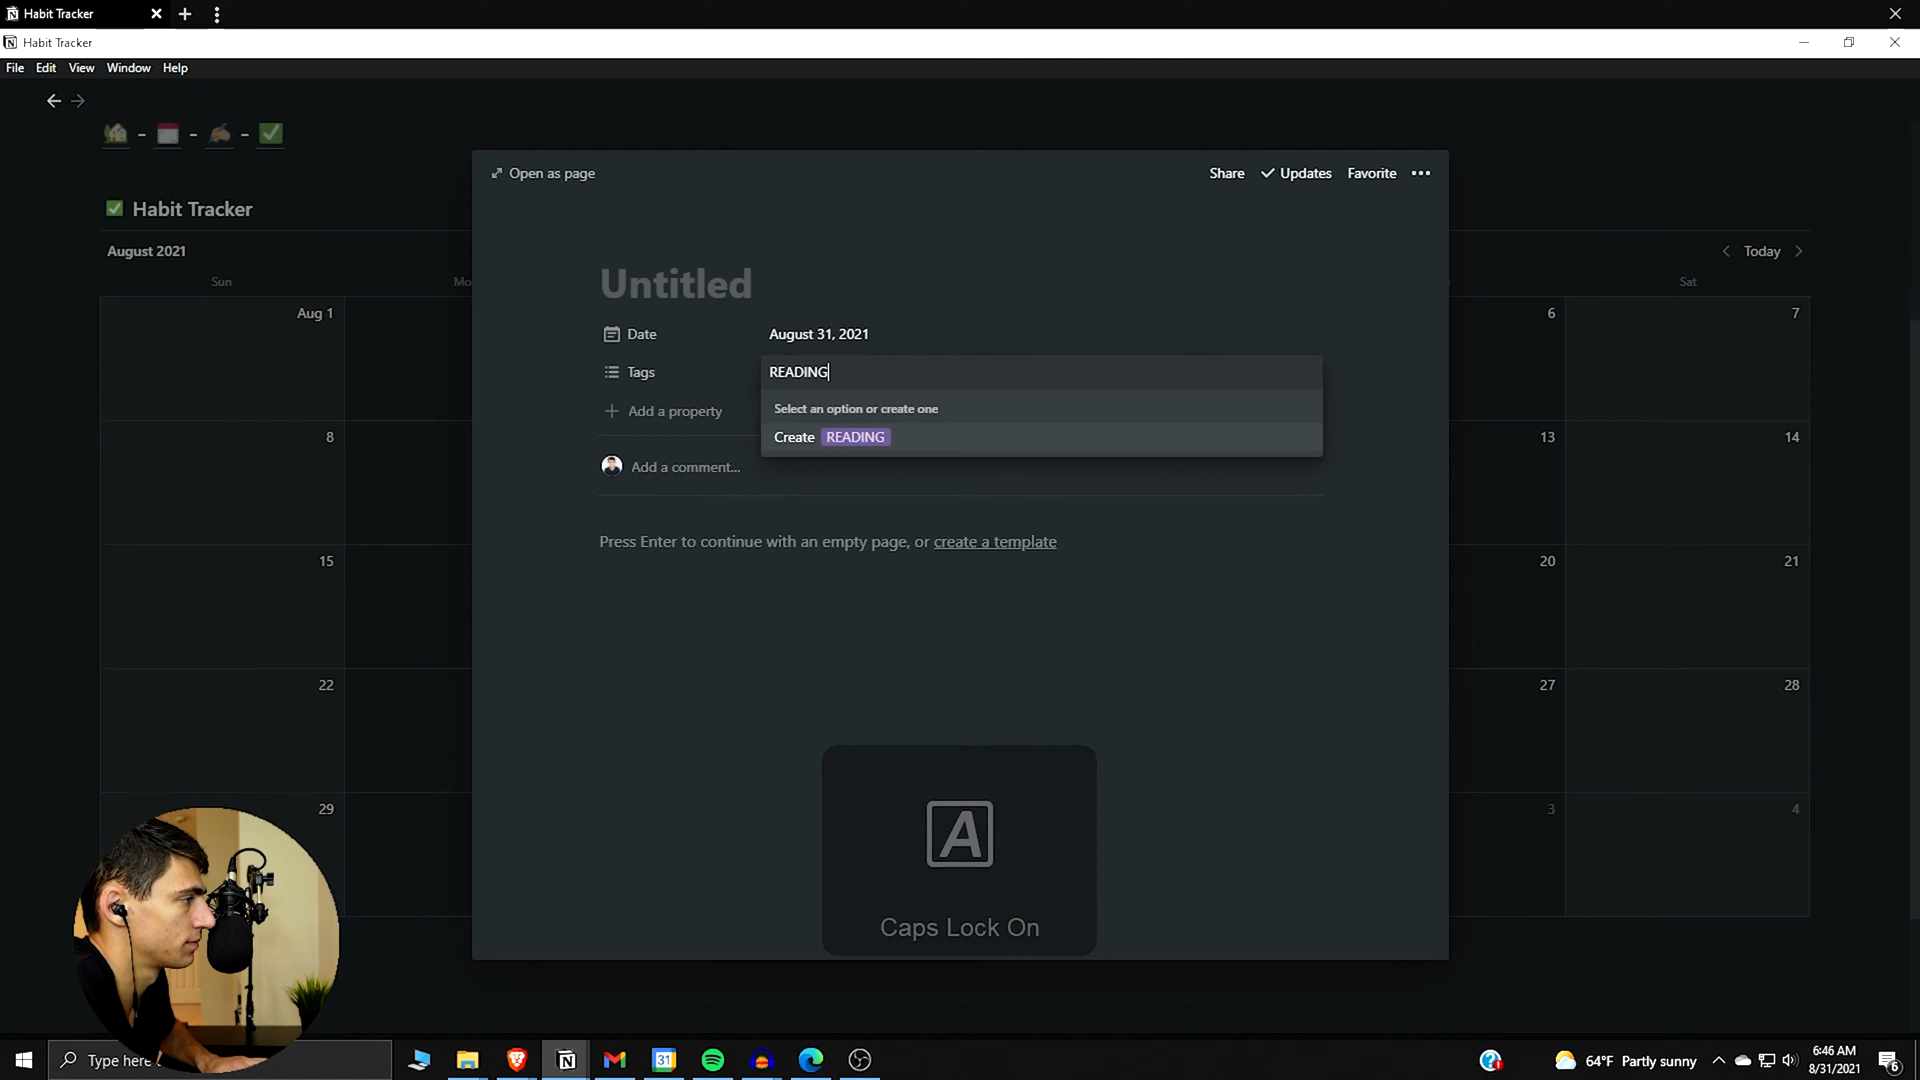 Habit Tracker
Habit Tracker
File Edit View Window Help
Open as page
Share Updates Favorite
Habit Tracker
August 2021
Today
Sun
Sat
Untitled
Aug 1
6
7
Date August 31, 2021
Tags READING
Add a property
Select an option or create one
Create READING
8
13
14
Add a comment...
Press Enter to continue with an empty page, or create a template
15
20
21
22
27
28
29
3
4
A
Caps Lock On
Type here
31
64°F Partly sunny
6:46 AM
8/31/2021
6